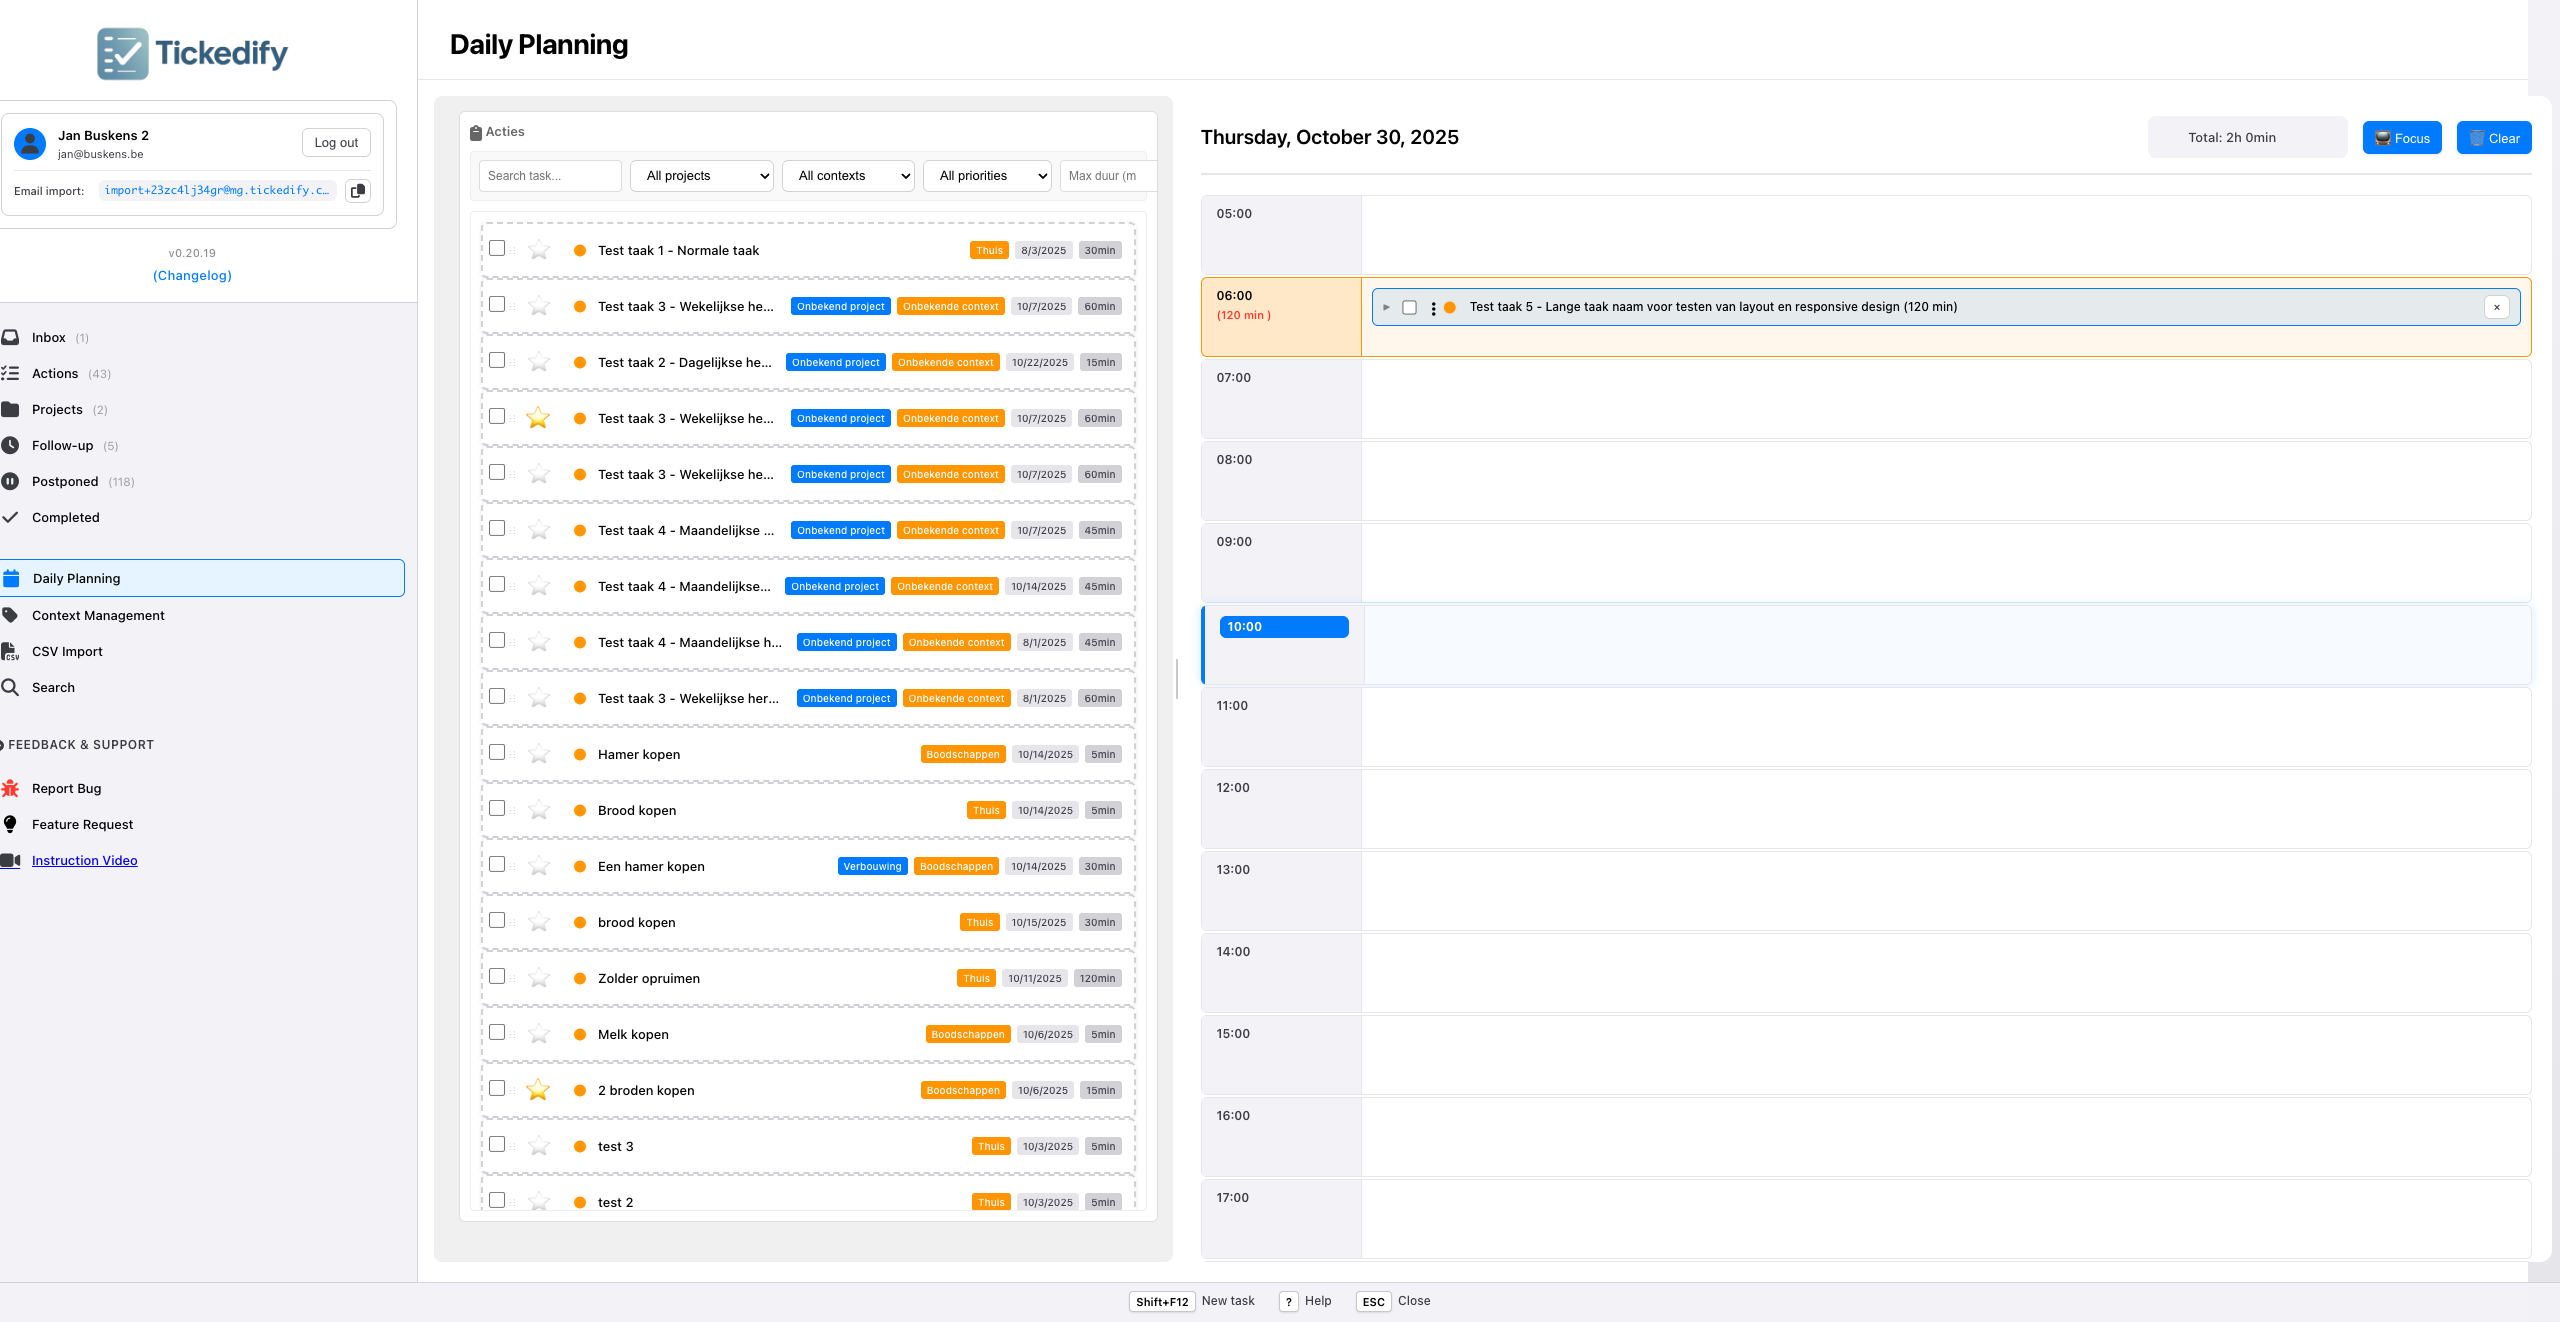 Tickedify
Jan Buskens 2
jan@buskens.be
Log out
Email import:
import+23zc4lj34gr@mg.tickedify.c...
v0.20.19
(Changelog)
Inbox (1)
Actions (43)
Projects (2)
Follow-up (5)
Postponed (118)
Completed
Daily Planning
Context Management
CSV Import
Search
FEEDBACK & SUPPORT
Report Bug
Feature Request
Instruction Video
Daily Planning
Acties
Search task... All projects All contexts All priorities Max duur (m
Test taak 1 - Normale taak Thuis 8/3/2025 30min
Test taak 3 - Wekelijkse he... Onbekend project Onbekende context 10/7/2025 60min
Test taak 2 - Dagelijkse he... Onbekend project Onbekende context 10/22/2025 15min
Test taak 3 - Wekelijkse he... Onbekend project Onbekende context 10/7/2025 60min
Test taak 3 - Wekelijkse he... Onbekend project Onbekende context 10/7/2025 60min
Test taak 4 - Maandelijkse ... Onbekend project Onbekende context 10/7/2025 45min
Test taak 4 - Maandelijkse... Onbekend project Onbekende context 10/14/2025 45min
Test taak 4 - Maandelijkse h... Onbekend project Onbekende context 8/1/2025 45min
Test taak 3 - Wekelijkse her... Onbekend project Onbekende context 8/1/2025 60min
Hamer kopen Boodschappen 10/14/2025 5min
Brood kopen Thuis 10/14/2025 5min
Een hamer kopen Verbouwing Boodschappen 10/14/2025 30min
brood kopen Thuis 10/15/2025 30min
Zolder opruimen Thuis 10/11/2025 120min
Melk kopen Boodschappen 10/6/2025 5min
2 broden kopen Boodschappen 10/6/2025 15min
test 3 Thuis 10/3/2025 5min
test 2 Thuis 10/3/2025 5min
Thursday, October 30, 2025
Total: 2h 0min
Focus
Clear
05:00
06:00
(120 min )
Test taak 5 - Lange taak naam voor testen van layout en responsive design (120 min) ×
07:00
08:00
09:00
10:00
11:00
12:00
13:00
14:00
15:00
16:00
17:00
Shift+F12 New task ? Help ESC Close